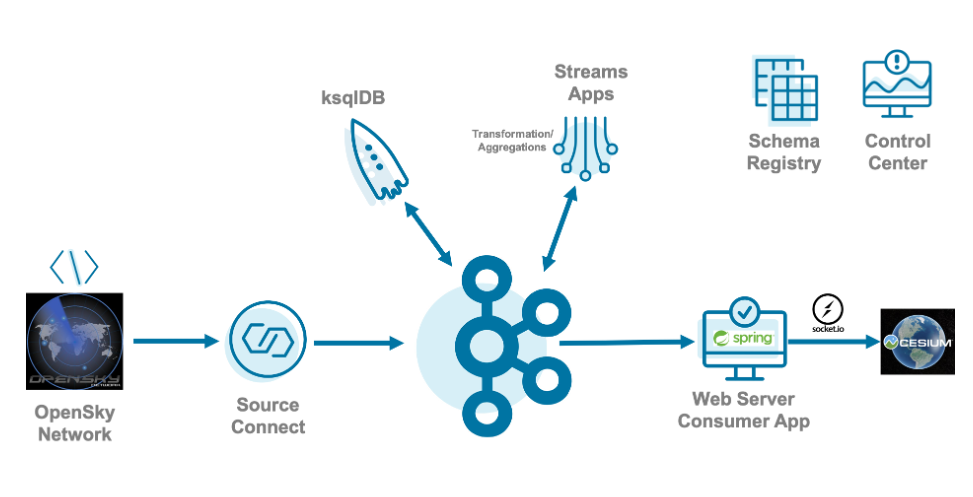 ksqlDB
Streams
Apps
Transformation/
Aggregations
Schema
Registry
Control
Center
OPENSKY
NETWORK
OpenSky
Network
Source
Connect
spring
Web Server
Consumer App
socket.io
CESIUM